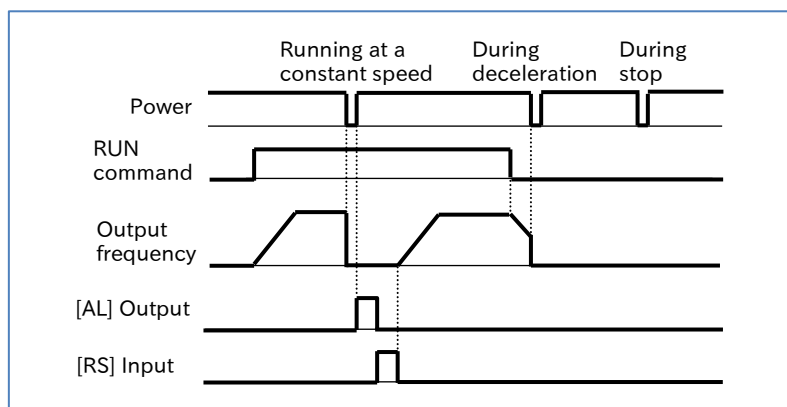 Running at a
constant speed
During
deceleration
During
stop
Power
RUN
command
Output
frequency
[AL] Output
[RS] Input